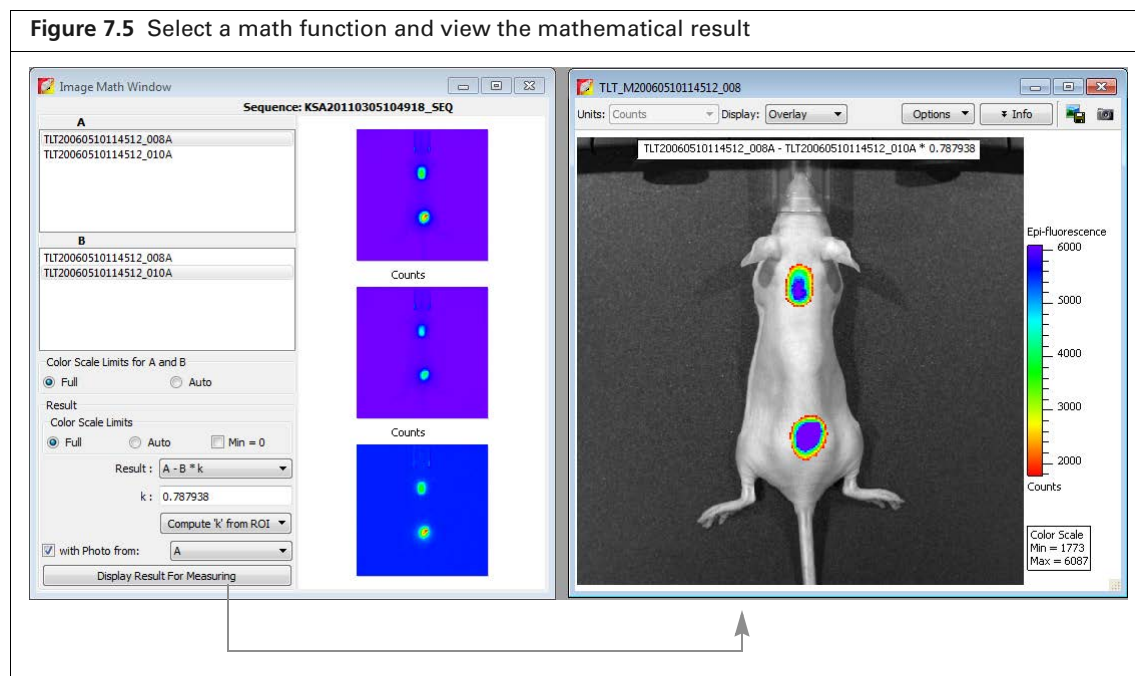 Figure 7.5 Select a math function and view the mathematical result
Image Math Window
Sequence: KSA20110305104918_SEQ
A
TLT20060510114512_008A
TLT20060510114512_010A
B
TLT20060510114512_008A
TLT20060510114512_010A
Color Scale Limits for A and B
Full Auto
Result
Color Scale Limits
Full Auto Min = 0
Result : A - B * k
k : 0.787938
Compute 'k' from ROI
with Photo from: A
Display Result For Measuring
Counts
Counts
TLT_M20060510114512_008
Units: Counts Display: Overlay Options Info
TLT20060510114512_008A - TLT20060510114512_010A * 0.787938
Epi-fluorescence
6000
5000
4000
3000
2000
Counts
Color Scale
Min = 1773
Max = 6087